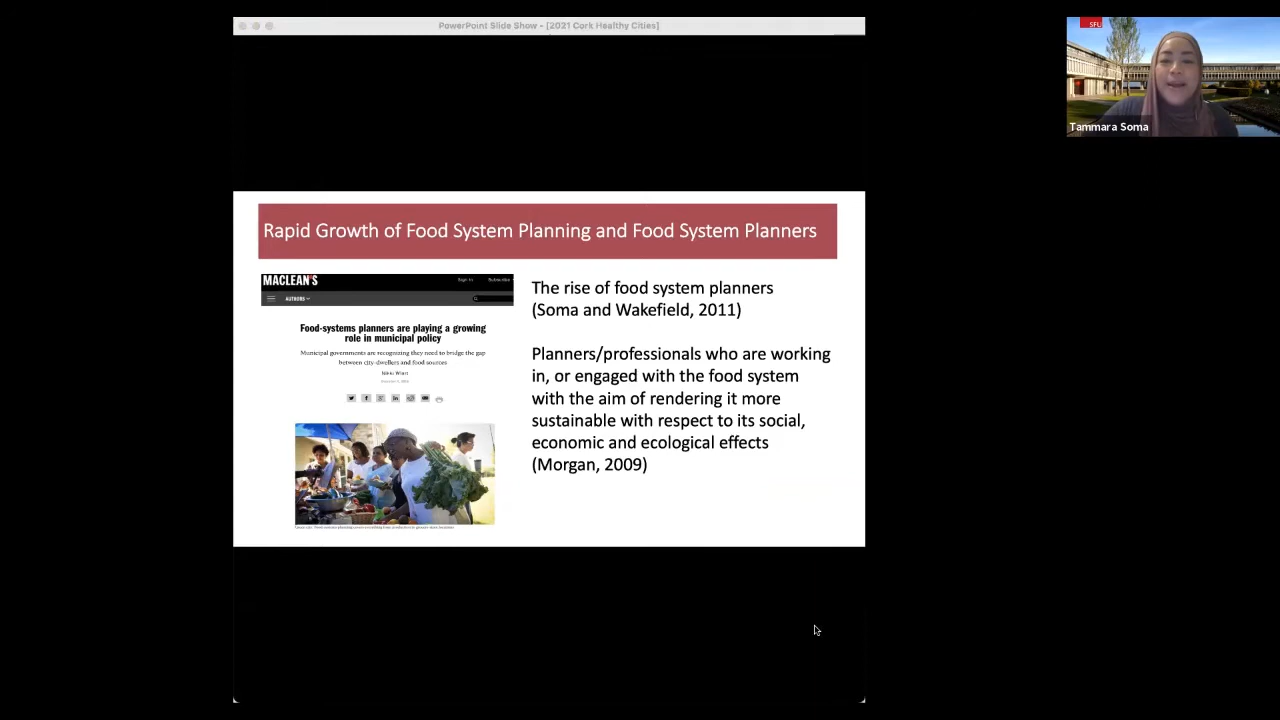 PowerPoint Slide Show - [2021 Cork Healthy Cities]
SFU
Tammara Soma
Rapid Growth of Food System Planning and Food System Planners
MACLEAN'S
Sign in
Subscribe
AUTHORS
Food-systems planners are playing a growing
role in municipal policy
Municipal governments are recognizing they need to bridge the gap
between city-dwellers and food sources
Nikki Wiart
The rise of food system planners
(Soma and Wakefield, 2011)
Planners/professionals who are working
in, or engaged with the food system
with the aim of rendering it more
sustainable with respect to its social,
economic and ecological effects
(Morgan, 2009)